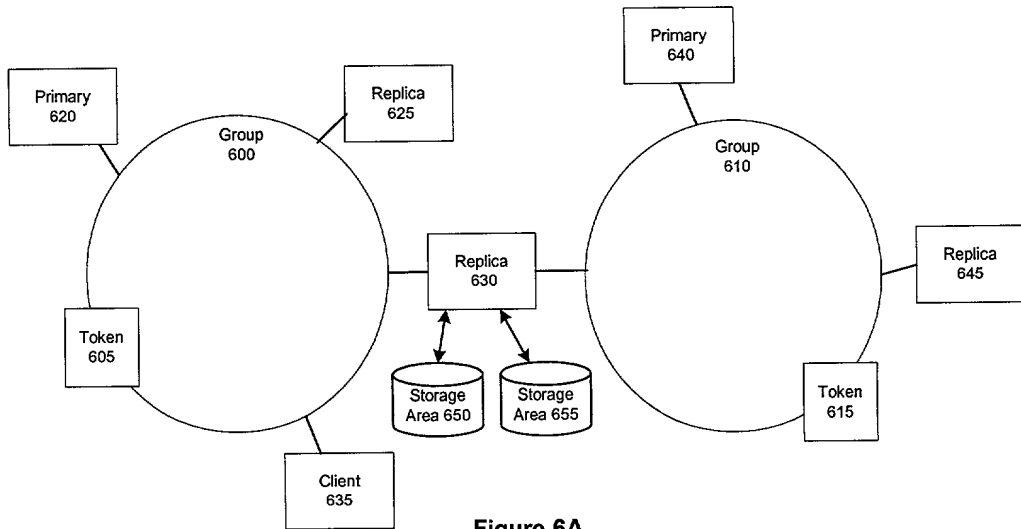 Primary
620
Group
600
Replica
625
Primary
640
Group
610
Replica
630
Replica
645
Token
605
Storage
Area 650
Storage
Area 655
Token
615
Client
635
Figure 6A